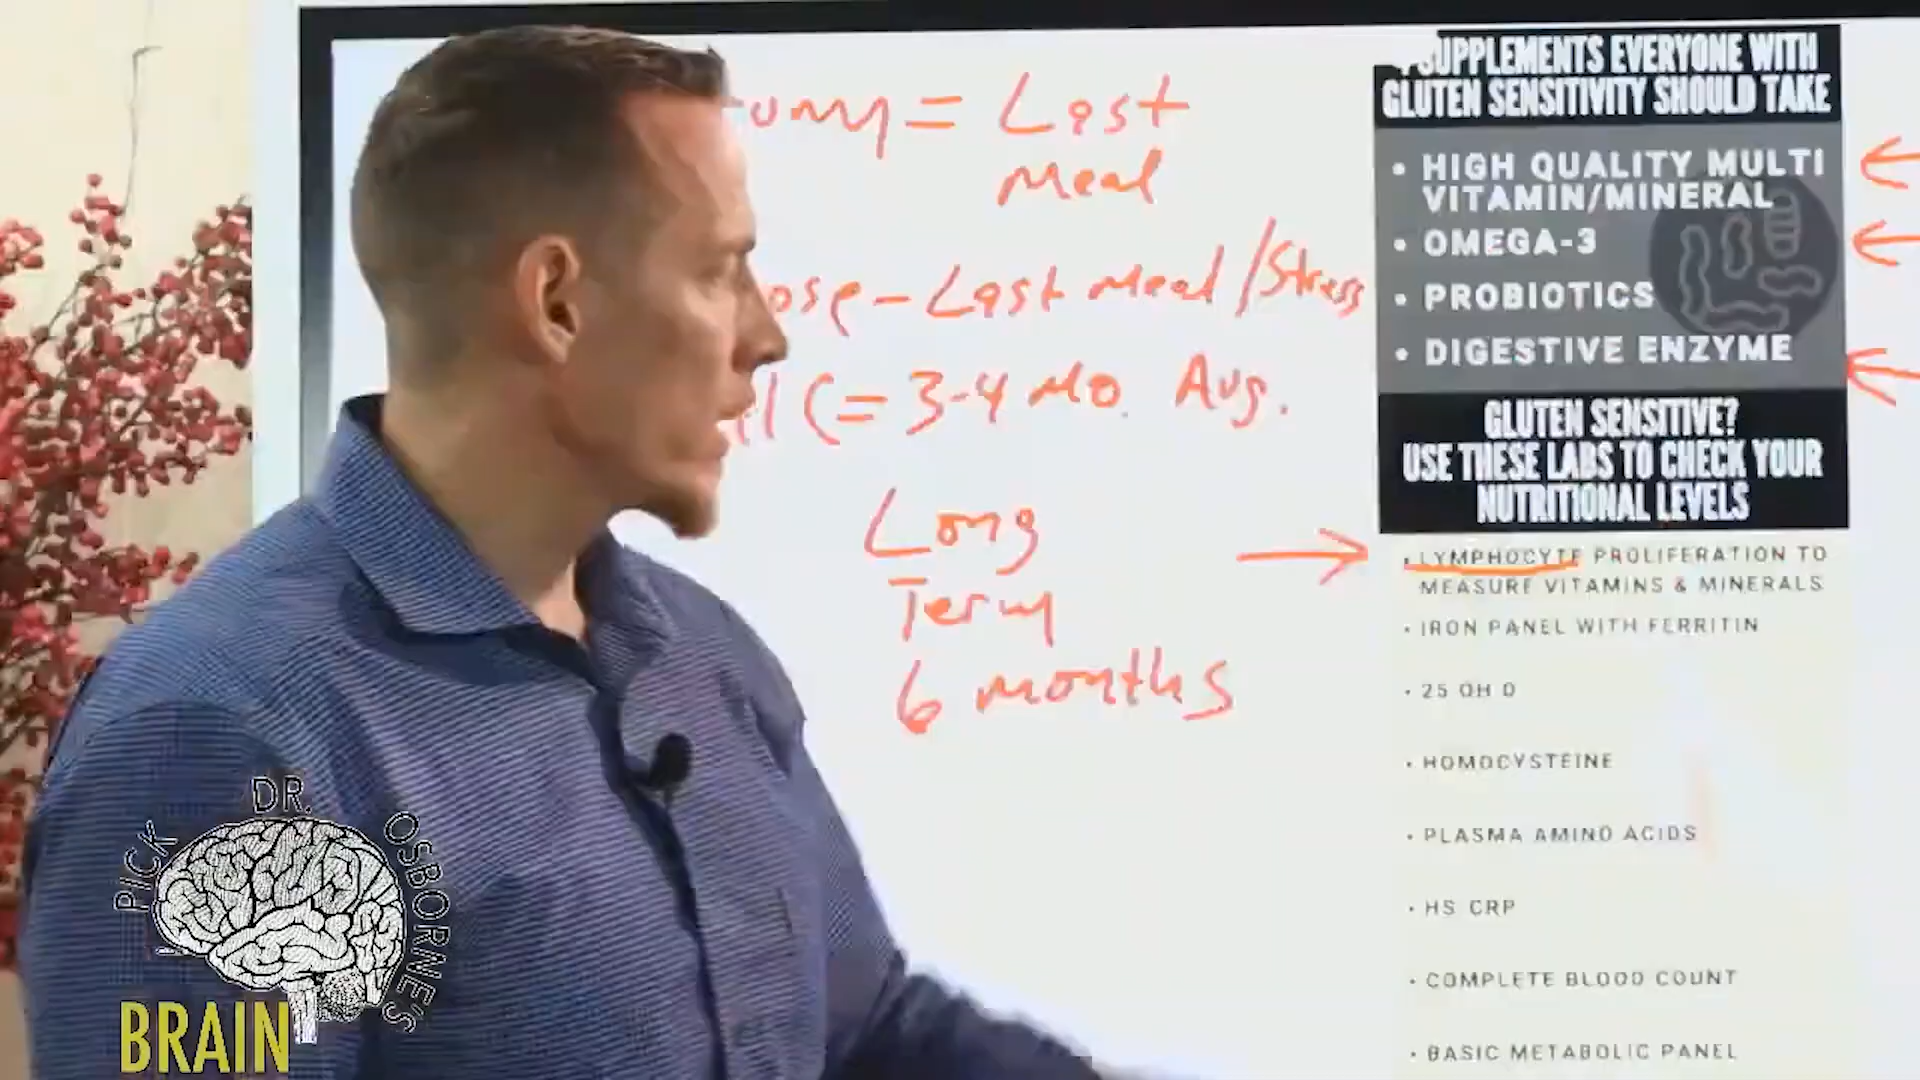 = Last
Meal
- Last Meal / Stress
1C = 3-4 Mo. Avg.
Long
Term
6 months
SUPPLEMENTS EVERYONE WITH
GLUTEN SENSITIVITY SHOULD TAKE
• HIGH QUALITY MULTI
VITAMIN/MINERAL
• OMEGA-3
• PROBIOTICS
• DIGESTIVE ENZYME
GLUTEN SENSITIVE?
USE THESE LABS TO CHECK YOUR
NUTRITIONAL LEVELS
• LYMPHOCYTE PROLIFERATION TO
MEASURE VITAMINS & MINERALS
• IRON PANEL WITH FERRITIN
• 25 OH D
• HOMOCYSTEINE
• PLASMA AMINO ACIDS
• HS CRP
• COMPLETE BLOOD COUNT
• BASIC METABOLIC PANEL
PICK DR. OSBORNE'S
BRAIN